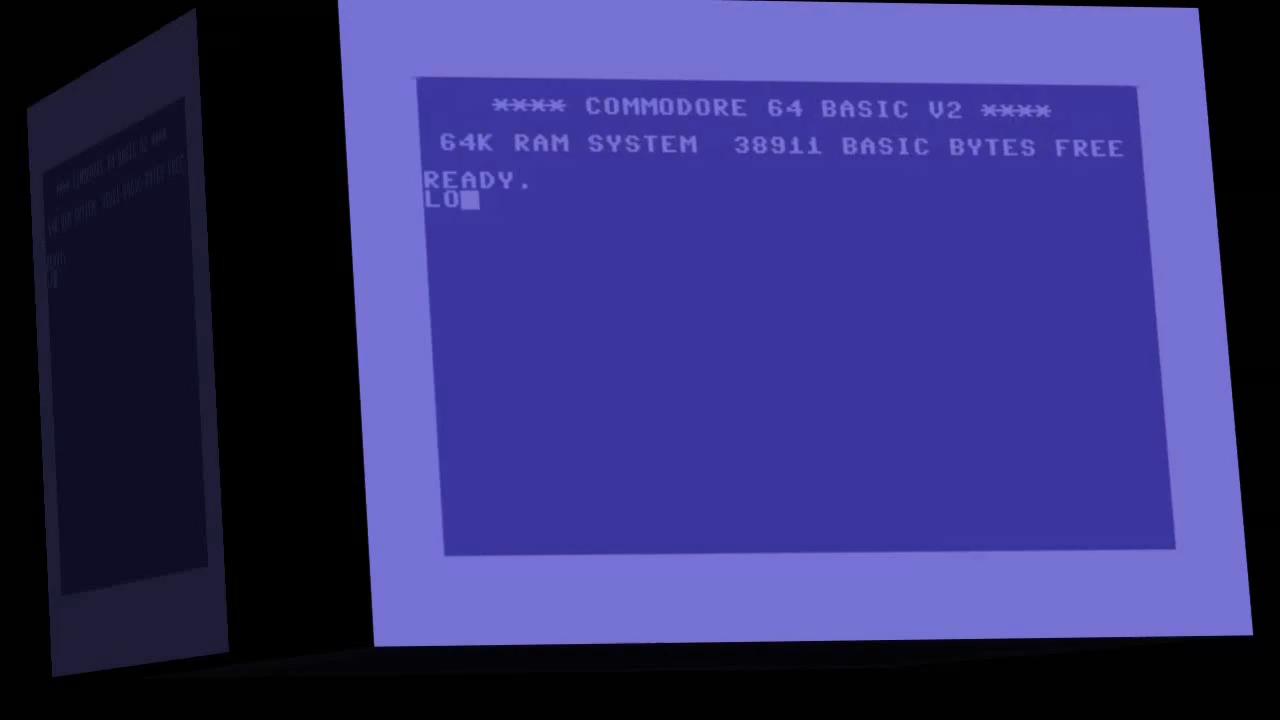 **** COMMODORE 64 BASIC V2 ****
64K RAM SYSTEM  38911 BASIC BYTES FREE
READY.
LO